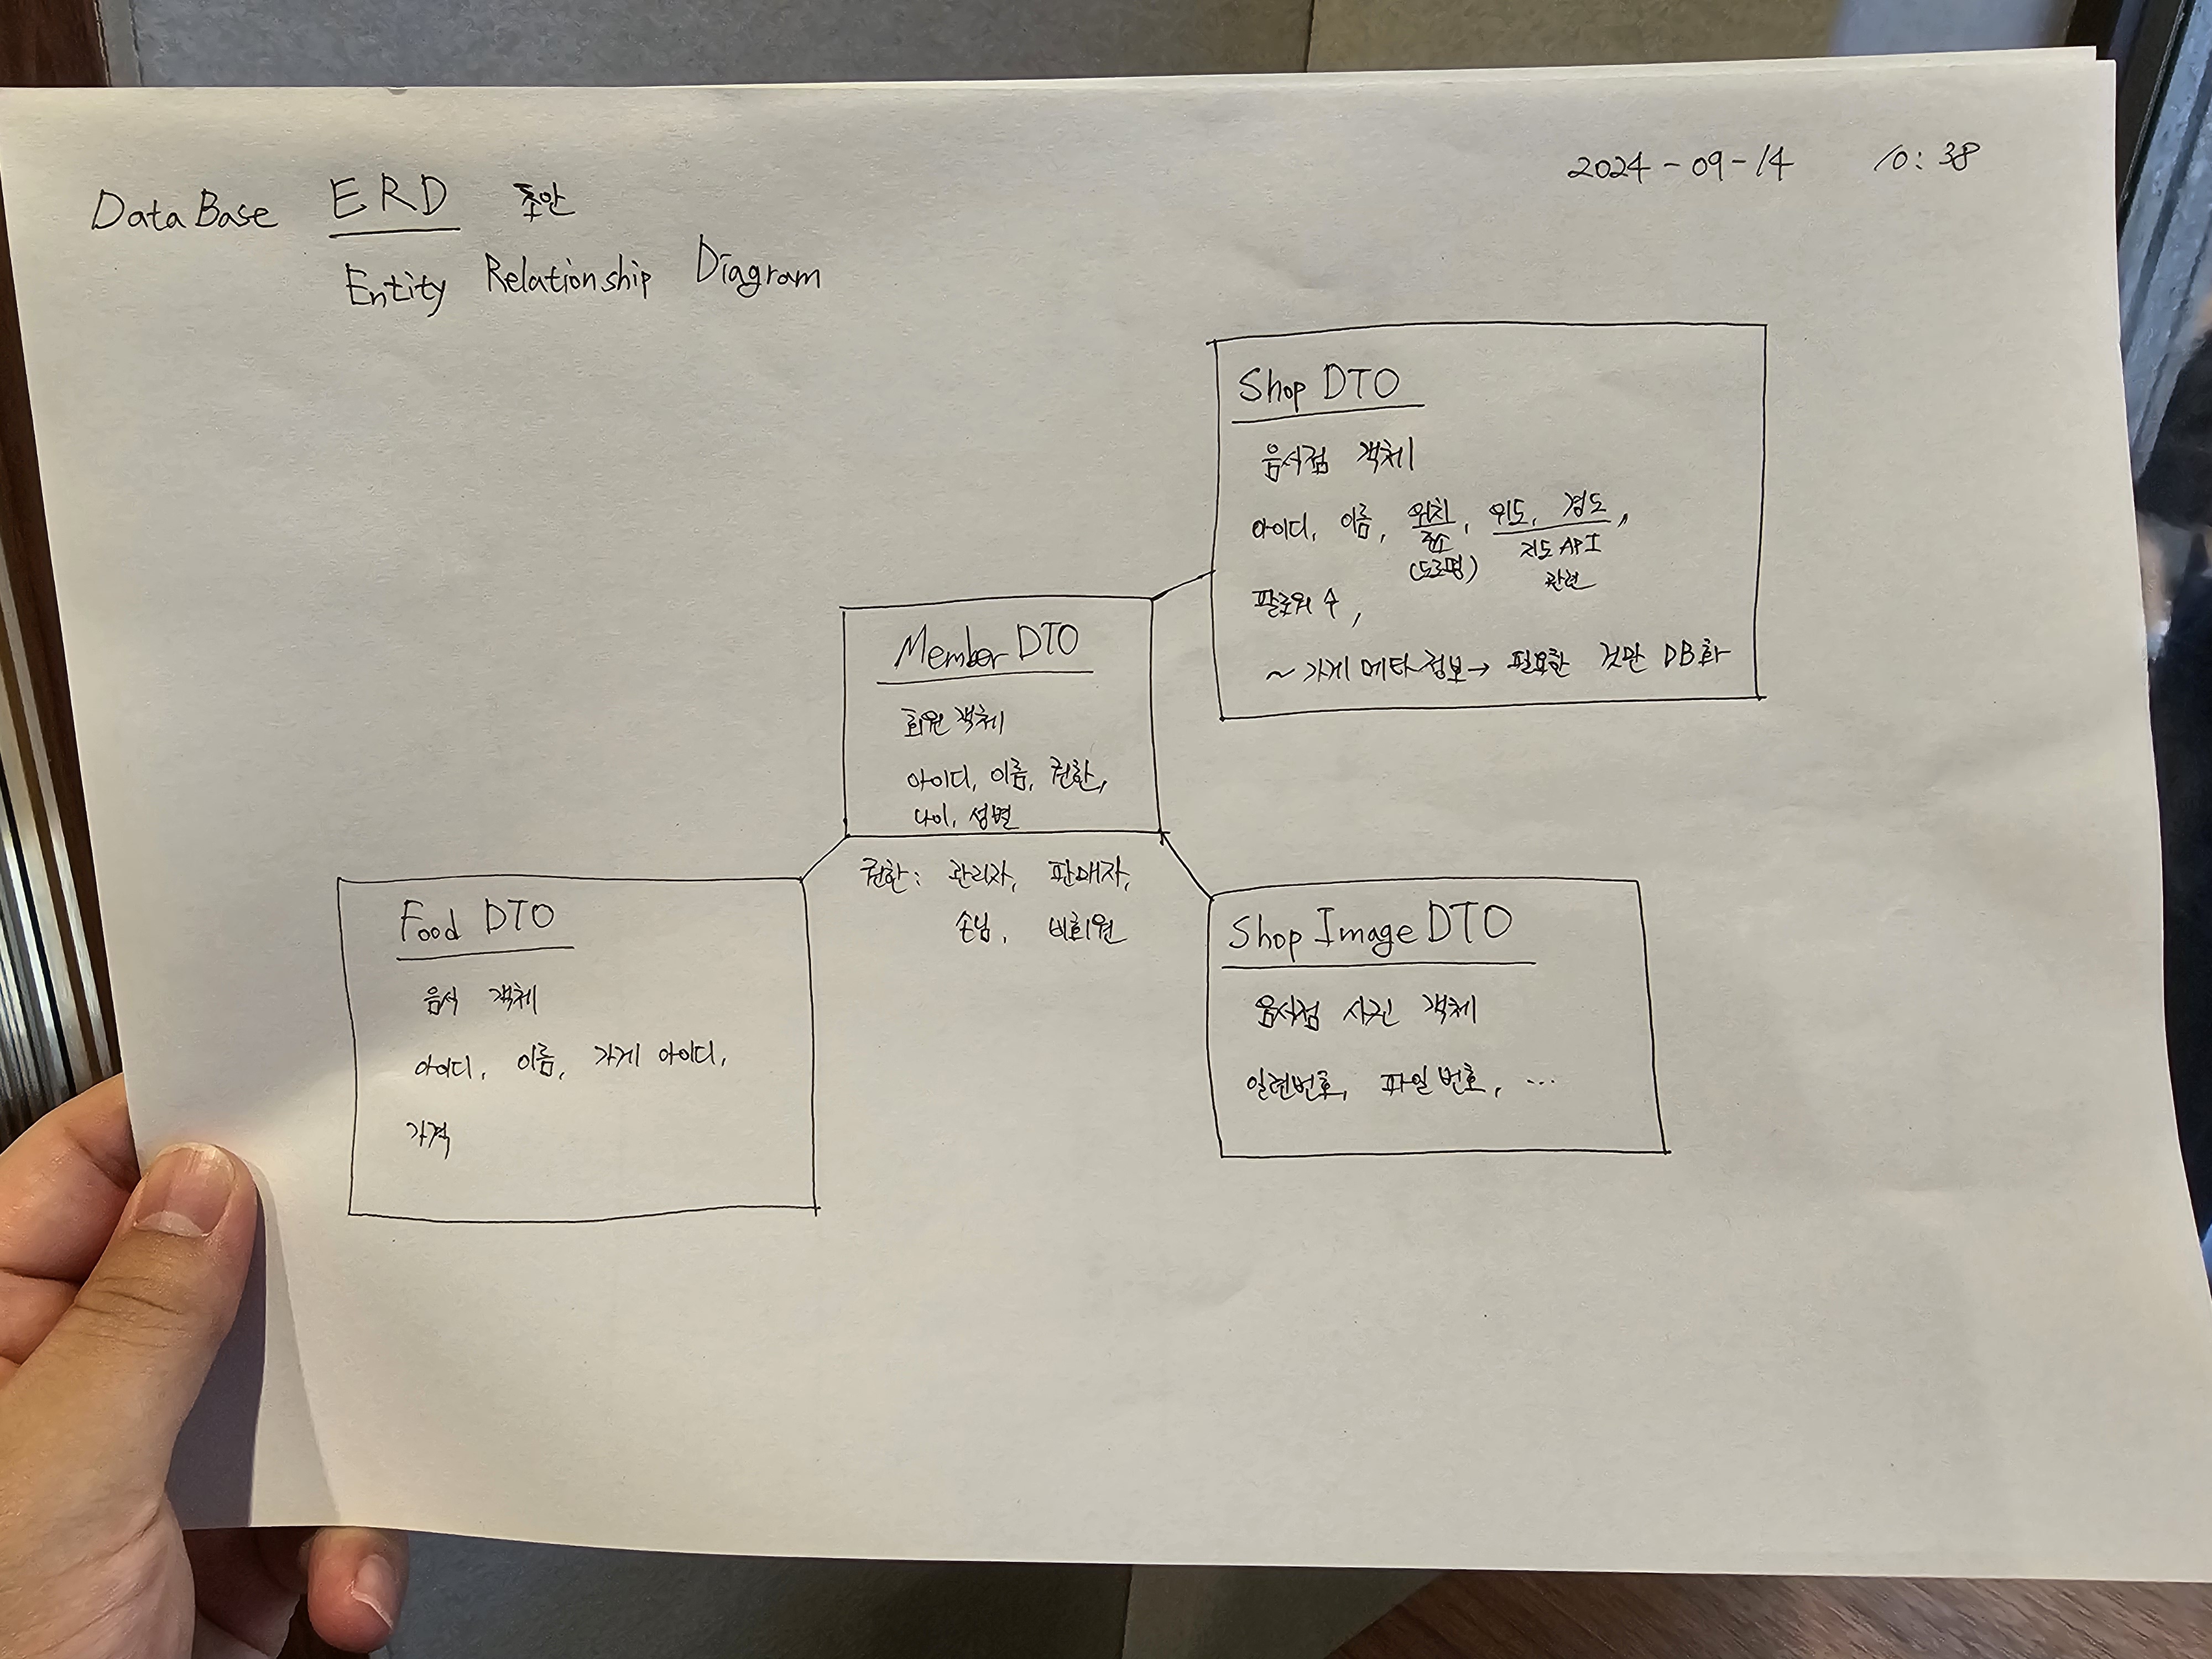 2024-09-14 10:38
DataBase ERD 초안
Entity Relationship Diagram
Shop DTO
음식점 객체
아이디, 이름, 위치, 위도, 경도,
주소 지도 API
(도로명) 관련
팔로워 수,
~ 가게 메타정보→ 필요한 것만 DB화
Member DTO
회원 객체
아이디, 이름, 권한,
나이, 성별
권한: 관리자, 판매자,
손님, 비회원
Food DTO
음식 객체
아이디, 이름, 가게 아이디,
가격
Shop Image DTO
음식점 사진 객체
일련번호, 파일 번호, ...